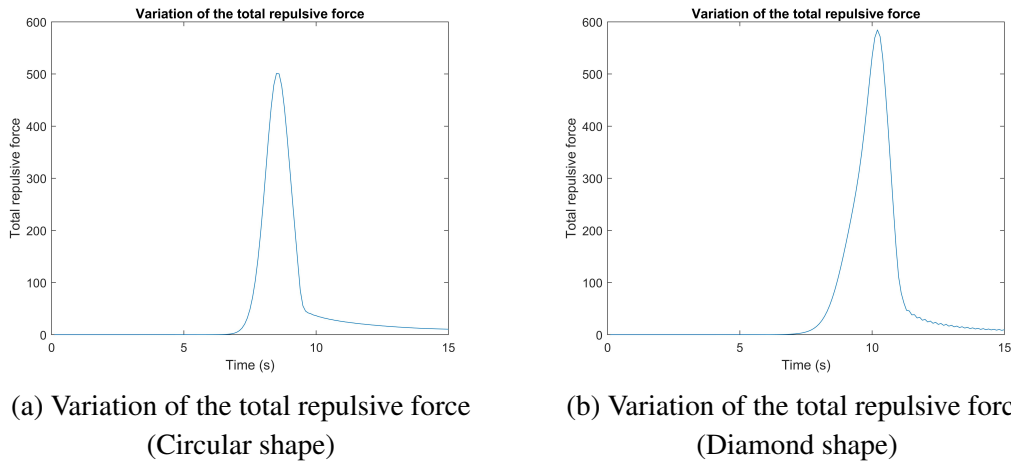 Variation of the total repulsive force
600
500
400
300
200
100
0
Total repulsive force
0
5
10
15
Time (s)
(a) Variation of the total repulsive force
(Circular shape)
Variation of the total repulsive force
600
500
400
300
200
100
0
Total repulsive force
0
5
10
15
Time (s)
(b) Variation of the total repulsive forc
(Diamond shape)